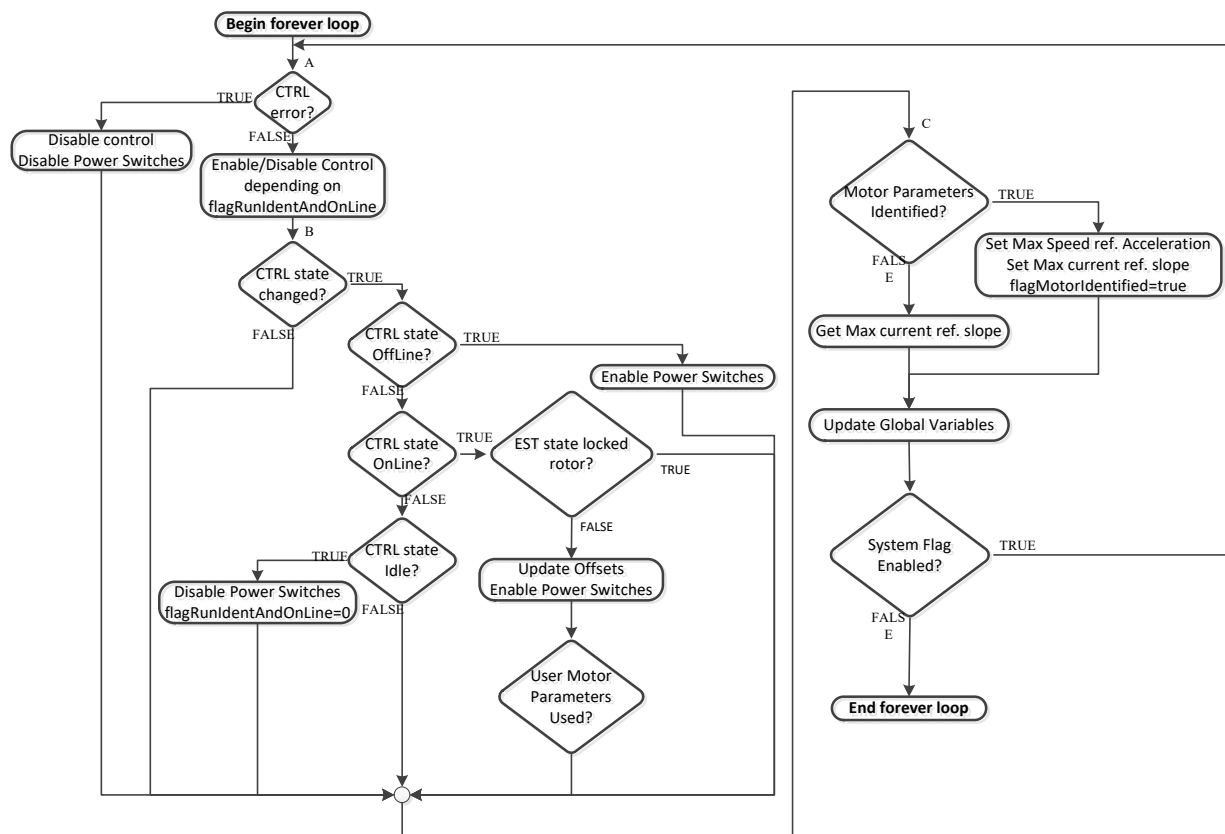 Begin forever loop
A
CTRL
error?
TRUE
FALSE
Disable control
Disable Power Switches
Enable/Disable Control
depending on
flagRunIdentAndOnLine
B
CTRL state
changed?
TRUE
FALSE
CTRL state
OffLine?
TRUE
FALSE
Enable Power Switches
CTRL state
OnLine?
TRUE
FALSE
EST state locked
rotor?
TRUE
FALSE
CTRL state
Idle?
TRUE
FALSE
Disable Power Switches
flagRunIdentAndOnLine=0
Update Offsets
Enable Power Switches
User Motor
Parameters
Used?
C
Motor Parameters
Identified?
TRUE
FALS
E
Set Max Speed ref. Acceleration
Set Max current ref. slope
flagMotorIdentified=true
Get Max current ref. slope
Update Global Variables
System Flag
Enabled?
TRUE
FALS
E
End forever loop